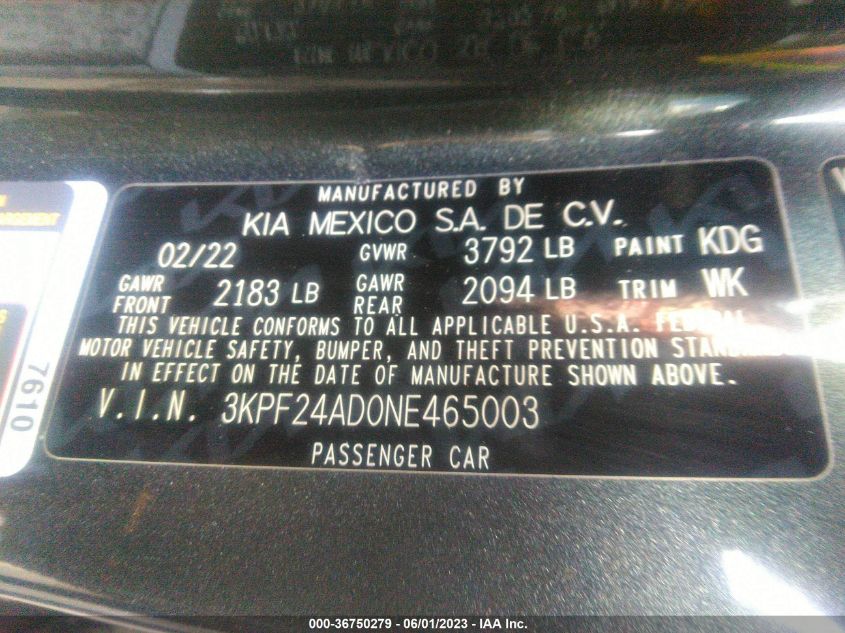 MANUFACTURED BY
KIA MEXICO S.A. DE C.V.
02/22 GVWR 3792 LB PAINT KDG
GAWR FRONT 2183 LB GAWR REAR 2094 LB TRIM WK
THIS VEHICLE CONFORMS TO ALL APPLICABLE U.S.A. FEDERAL
MOTOR VEHICLE SAFETY, BUMPER, AND THEFT PREVENTION
IN EFFECT ON THE DATE OF MANUFACTURE SHOWN ABOVE.
V.I.N. 3KPF24AD0NE465003
PASSENGER CAR
7610
000-36750279 - 06/01/2023 - IAA Inc.